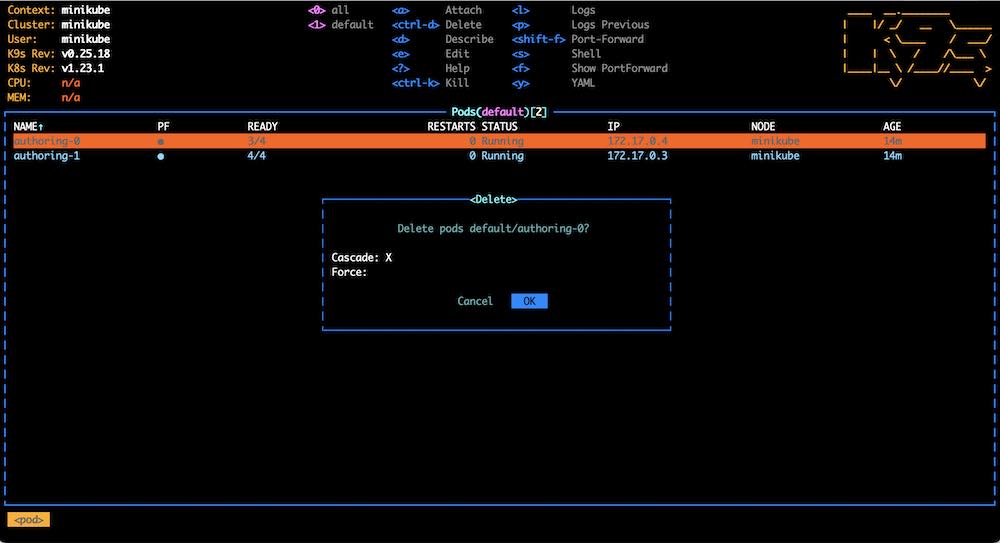 Context: minikube <0> all <a> Attach <l> Logs
Cluster: minikube <1> default <ctrl-d> Delete <p> Logs Previous
User: minikube <d> Describe <shift-f> Port-Forward
K9s Rev: v0.25.18 <e> Edit <s> Shell
K8s Rev: v1.23.1 <?> Help <f> Show PortForward
CPU: n/a <ctrl-k> Kill <y> YAML
MEM: n/a
K9s
Pods(default)[2]
NAME↑ PF READY RESTARTS STATUS IP NODE AGE
authoring-0 ● 3/4 0 Running 172.17.0.4 minikube 14m
authoring-1 ● 4/4 0 Running 172.17.0.3 minikube 14m
<Delete>
Delete pods default/authoring-0?
Cascade: X
Force:
Cancel OK
<pod>